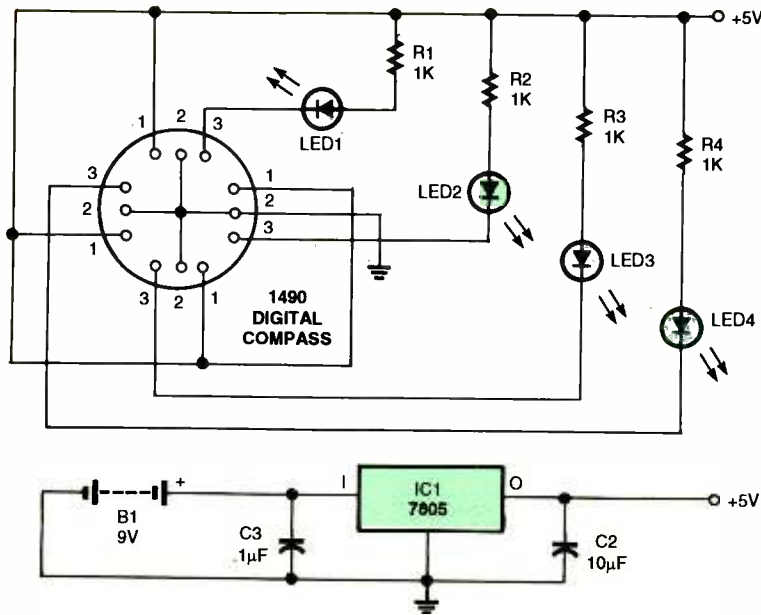 +5V
R1
1K
R2
1K
R3
1K
R4
1K
LED1
LED2
LED3
LED4
1
2
3
3
2
1
1
2
3
3
2
1
1490
DIGITAL
COMPASS
+
B1
9V
C3
1µF
I
IC1
7805
O
C2
10µF
+5V